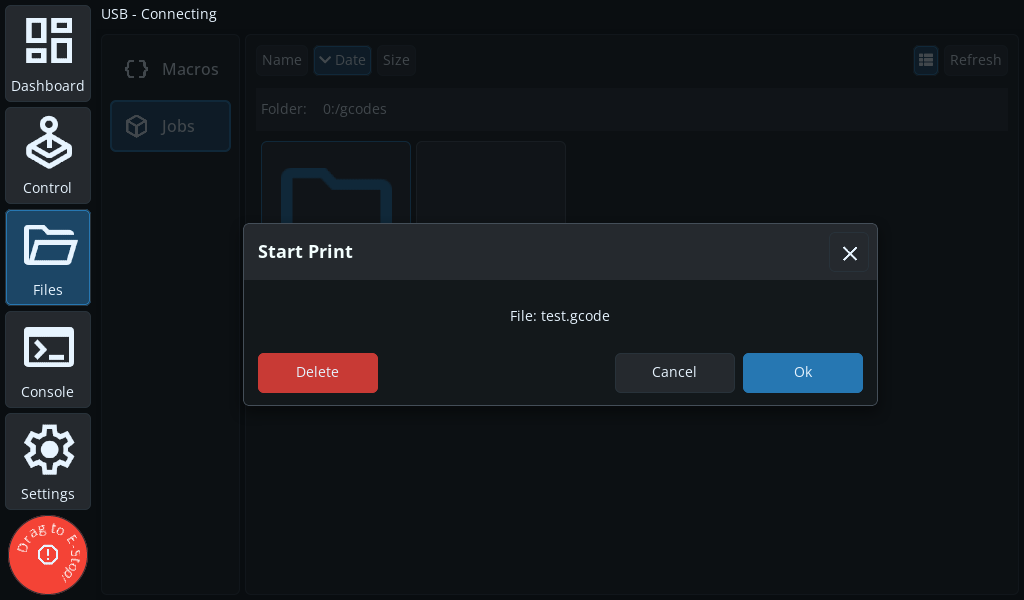 USB - Connecting
Dashboard
Control
Files
Console
Settings
Drag to E-Stop!
Macros
Jobs
Name
Date
Size
Refresh
Folder: 0:/gcodes
Start Print
File: test.gcode
Delete
Cancel
Ok